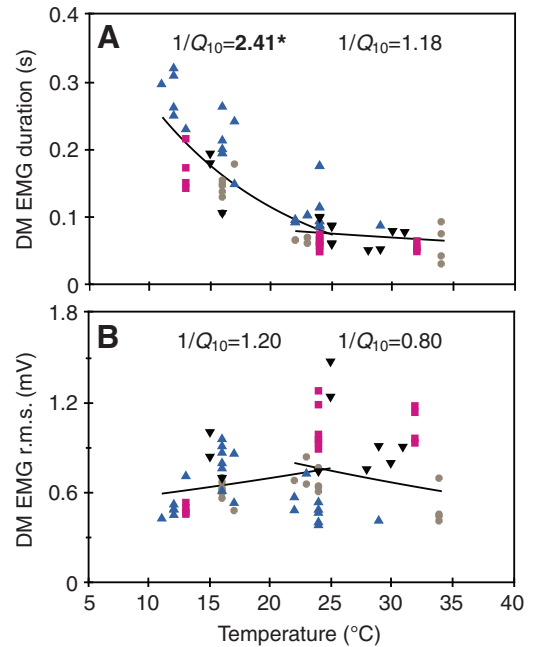 A
1/Q10=2.41*
1/Q10=1.18
DM EMG duration (s)
0.4
0.3
0.2
0.1
0
B
1/Q10=1.20
1/Q10=0.80
DM EMG r.m.s. (mV)
1.8
1.2
0.6
0
5 10 15 20 25 30 35 40
Temperature (°C)